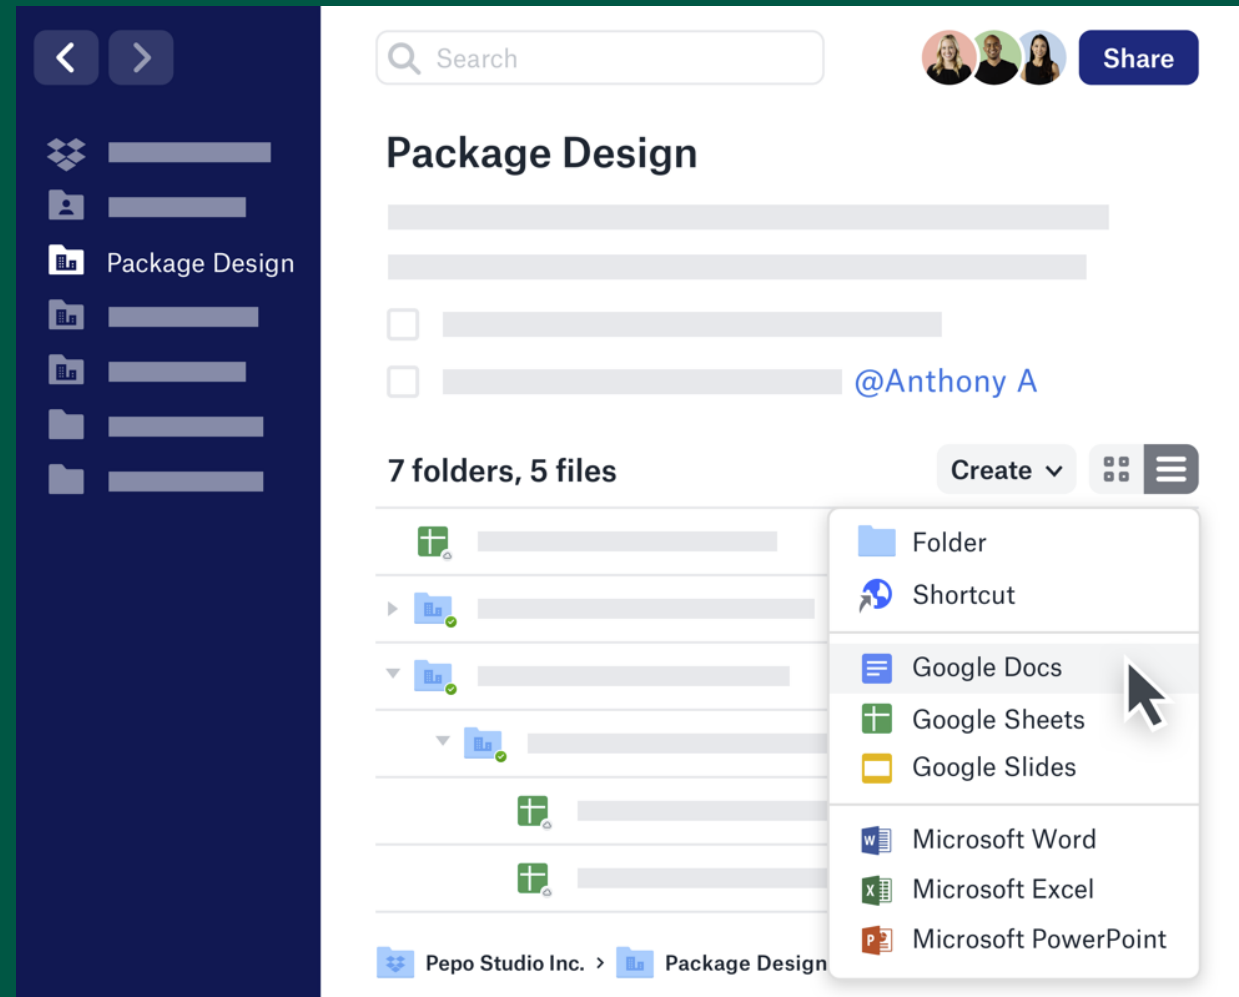 Search
Share
Package Design
Package Design
@Anthony A
7 folders, 5 files
Create
Folder
Shortcut
Google Docs
Google Sheets
Google Slides
Microsoft Word
Microsoft Excel
Microsoft PowerPoint
Pepo Studio Inc. > Package Design